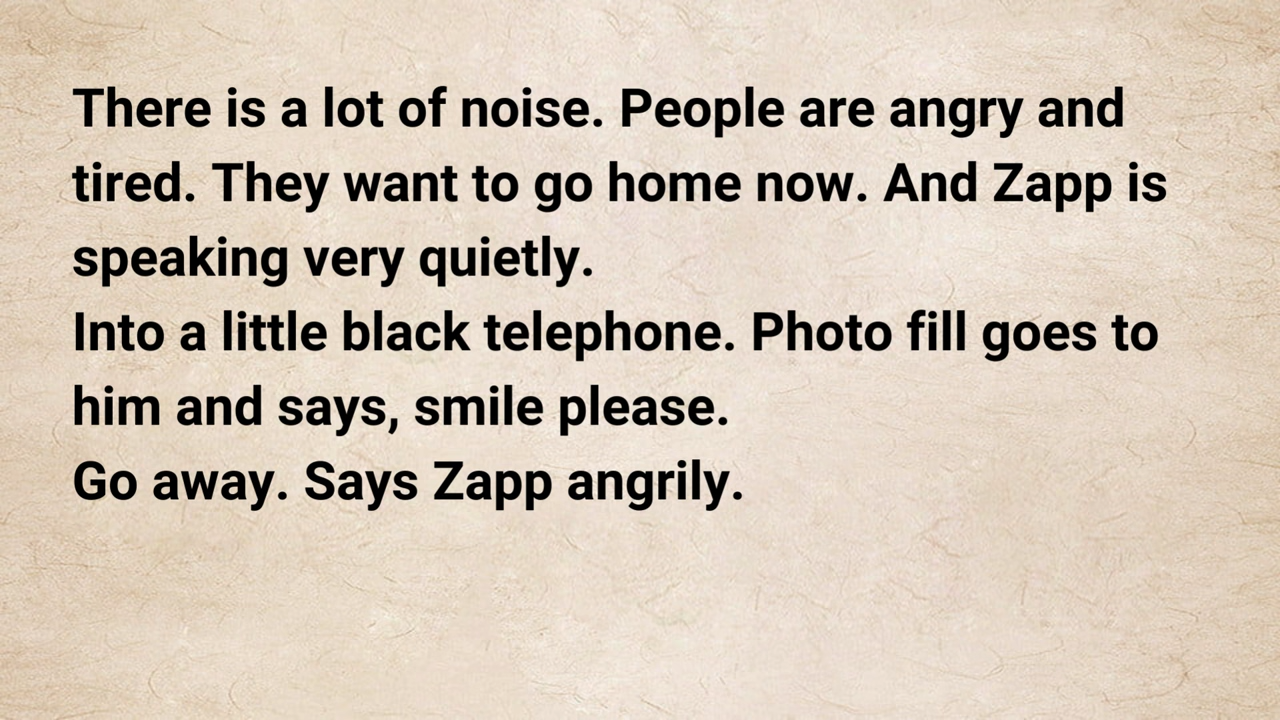 There is a lot of noise. People are angry and
tired. They want to go home now. And Zapp is
speaking very quietly.
Into a little black telephone. Photo fill goes to
him and says, smile please.
Go away. Says Zapp angrily.